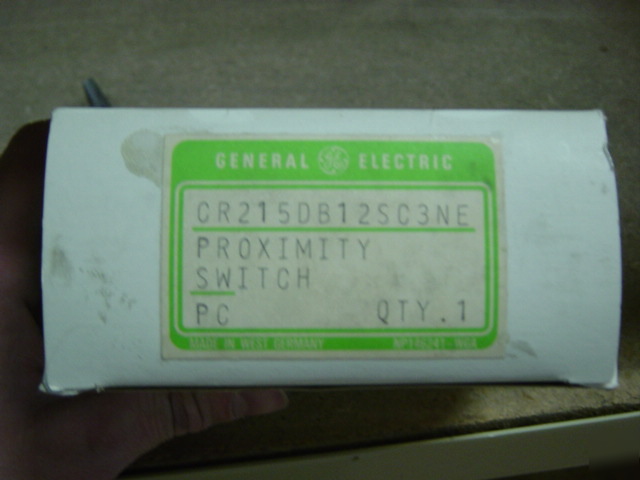 GENERAL ELECTRIC
CR215DB12SC3NE
PROXIMITY
SWITCH
PC QTY.1
MADE IN WEST GERMANY